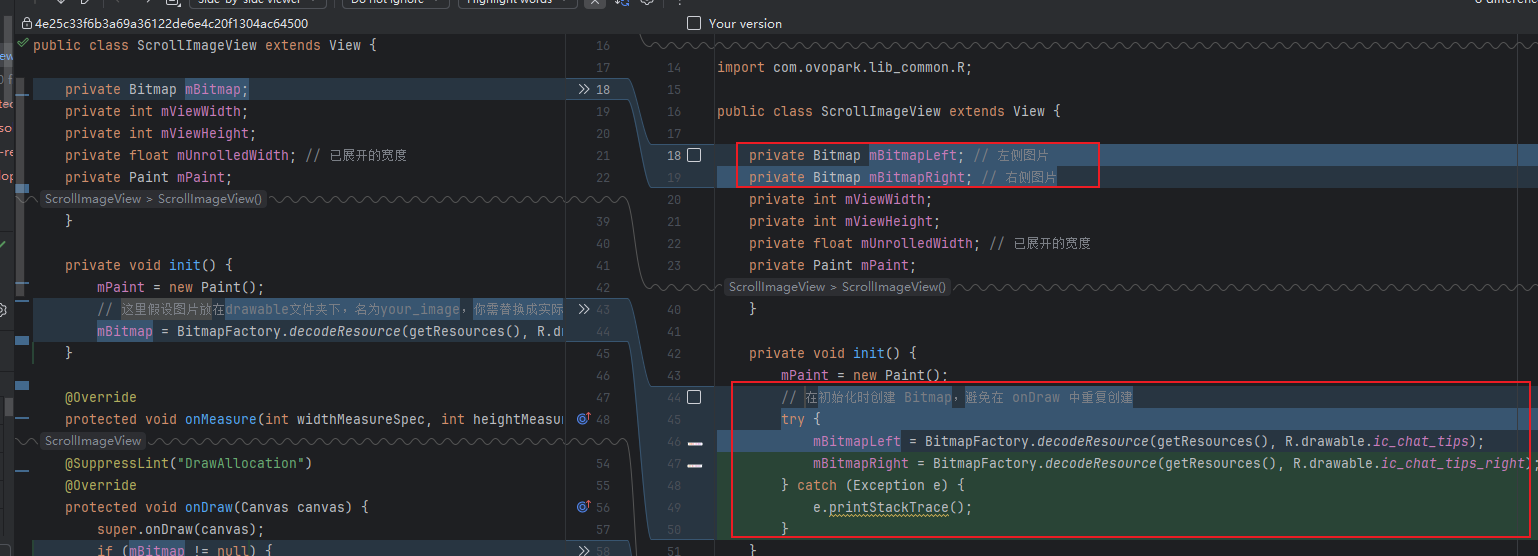 Side-by-side viewer
Do not ignore
Highlight words
6 differenc
4e25c33f6b3a69a36122de6e4c20f1304ac64500
Your version
public class ScrollImageView extends View {
16
17
private Bitmap mBitmap;
18
private int mViewWidth;
19
private int mViewHeight;
20
private float mUnrolledWidth; // 已展开的宽度
21
private Paint mPaint;
22
ScrollImageView > ScrollImageView()
}
39
40
private void init() {
41
mPaint = new Paint();
42
// 这里假设图片放在drawable文件夹下，名为your_image，你需替换成实际
43
mBitmap = BitmapFactory.decodeResource(getResources(), R.dr
44
}
45
46
@Override
47
protected void onMeasure(int widthMeasureSpec, int heightMeasur
48
ScrollImageView
@SuppressLint("DrawAllocation")
54
@Override
55
protected void onDraw(Canvas canvas) {
56
super.onDraw(canvas);
57
if (mBitmap != null) {
58
14 import com.ovopark.lib_common.R;
15
16 public class ScrollImageView extends View {
17
18 private Bitmap mBitmapLeft; // 左侧图片
19 private Bitmap mBitmapRight; // 右侧图片
20 private int mViewWidth;
21 private int mViewHeight;
22 private float mUnrolledWidth; // 已展开的宽度
23 private Paint mPaint;
ScrollImageView > ScrollImageView()
40 }
41
42 private void init() {
43 mPaint = new Paint();
44 // 在初始化时创建 Bitmap，避免在 onDraw 中重复创建
45 try {
46 mBitmapLeft = BitmapFactory.decodeResource(getResources(), R.drawable.ic_chat_tips);
47 mBitmapRight = BitmapFactory.decodeResource(getResources(), R.drawable.ic_chat_tips_right);
48 } catch (Exception e) {
49 e.printStackTrace();
50 }
51 }